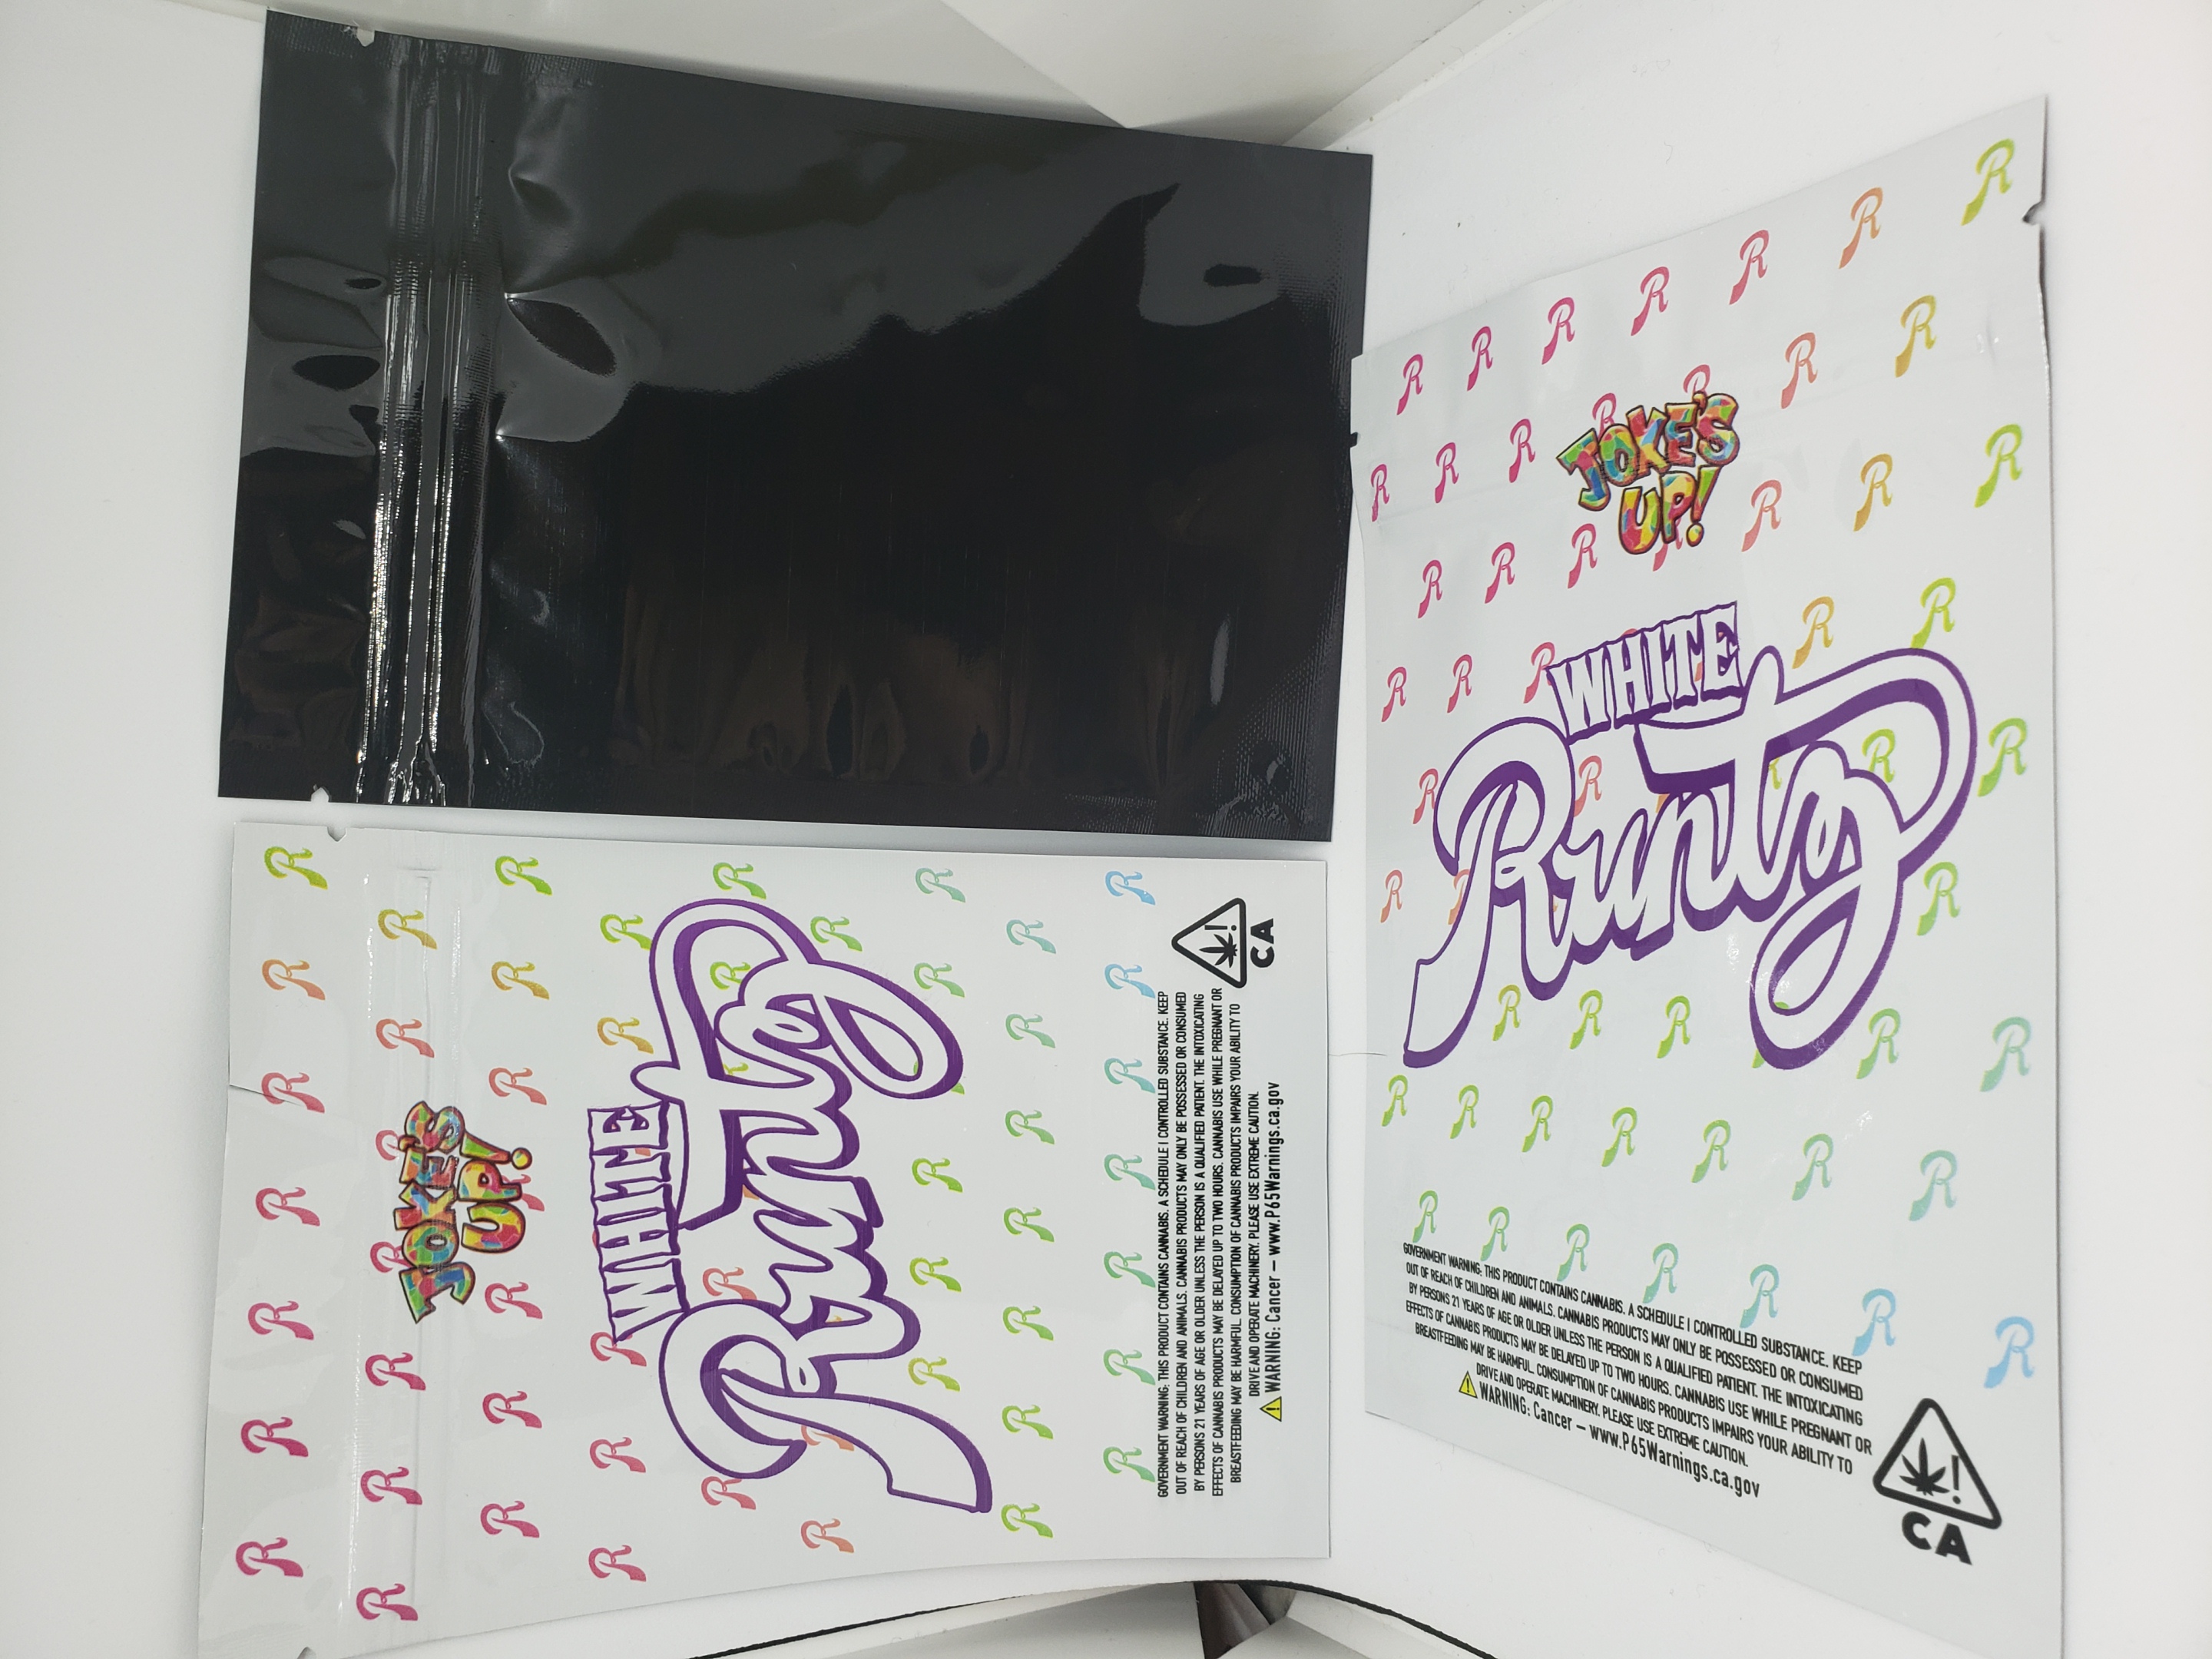 JOKE'S
UP!
WHITE
Runtz
GOVERNMENT WARNING: THIS PRODUCT CONTAINS CANNABIS. A SCHEDULE I CONTROLLED SUBSTANCE. KEEP
OUT OF REACH OF CHILDREN AND ANIMALS. CANNABIS PRODUCTS MAY ONLY BE POSSESSED OR CONSUMED
BY PERSONS 21 YEARS OF AGE OR OLDER UNLESS THE PERSON IS A QUALIFIED PATIENT. THE INTOXICATING
EFFECTS OF CANNABIS PRODUCTS MAY BE DELAYED UP TO TWO HOURS. CANNABIS USE WHILE PREGNANT OR
BREASTFEEDING MAY BE HARMFUL. CONSUMPTION OF CANNABIS PRODUCTS IMPAIRS YOUR ABILITY TO
DRIVE AND OPERATE MACHINERY. PLEASE USE EXTREME CAUTION.
WARNING: Cancer – www.P65Warnings.ca.gov
CA
JOKE'S
UP!
WHITE
Runtz
GOVERNMENT WARNING: THIS PRODUCT CONTAINS CANNABIS. A SCHEDULE I CONTROLLED SUBSTANCE. KEEP
OUT OF REACH OF CHILDREN AND ANIMALS. CANNABIS PRODUCTS MAY ONLY BE POSSESSED OR CONSUMED
BY PERSONS 21 YEARS OF AGE OR OLDER UNLESS THE PERSON IS A QUALIFIED PATIENT. THE INTOXICATING
EFFECTS OF CANNABIS PRODUCTS MAY BE DELAYED UP TO TWO HOURS. CANNABIS USE WHILE PREGNANT OR
BREASTFEEDING MAY BE HARMFUL. CONSUMPTION OF CANNABIS PRODUCTS IMPAIRS YOUR ABILITY TO
DRIVE AND OPERATE MACHINERY. PLEASE USE EXTREME CAUTION.
WARNING: Cancer – www.P65Warnings.ca.gov
CA